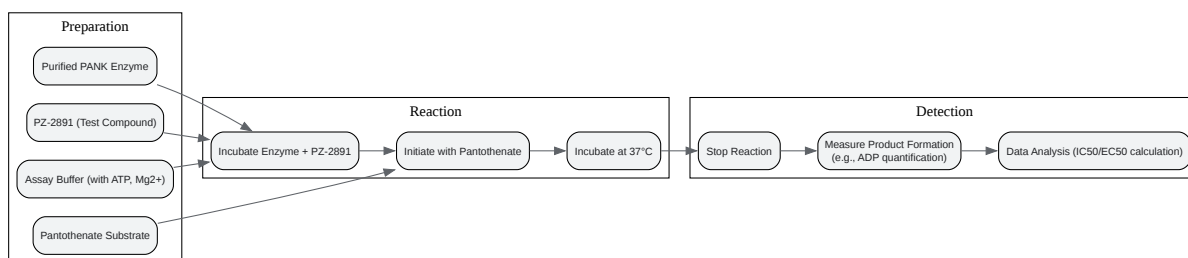 Preparation
Purified PANK Enzyme
PZ-2891 (Test Compound)
Assay Buffer (with ATP, Mg2+)
Pantothenate Substrate
Reaction
Incubate Enzyme + PZ-2891
Initiate with Pantothenate
Incubate at 37°C
Detection
Stop Reaction
Measure Product Formation
(e.g., ADP quantification)
Data Analysis (IC50/EC50 calculation)